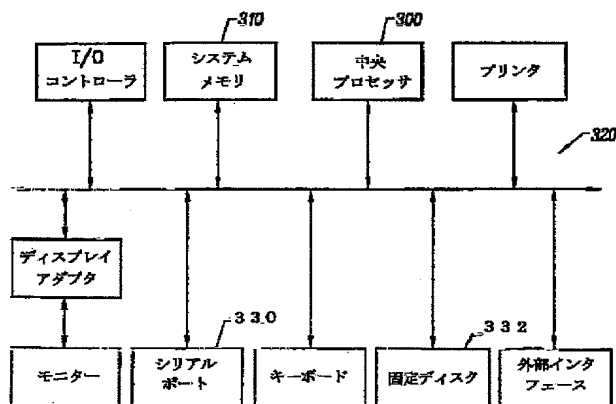 310
300
I/O
コントローラ
システム
メモリ
中央
プロセッサ
プリンタ
320
ディスプレイ
アダプタ
330
332
モニター
シリアル
ポート
キーボード
固定ディスク
外部インタ
フェース